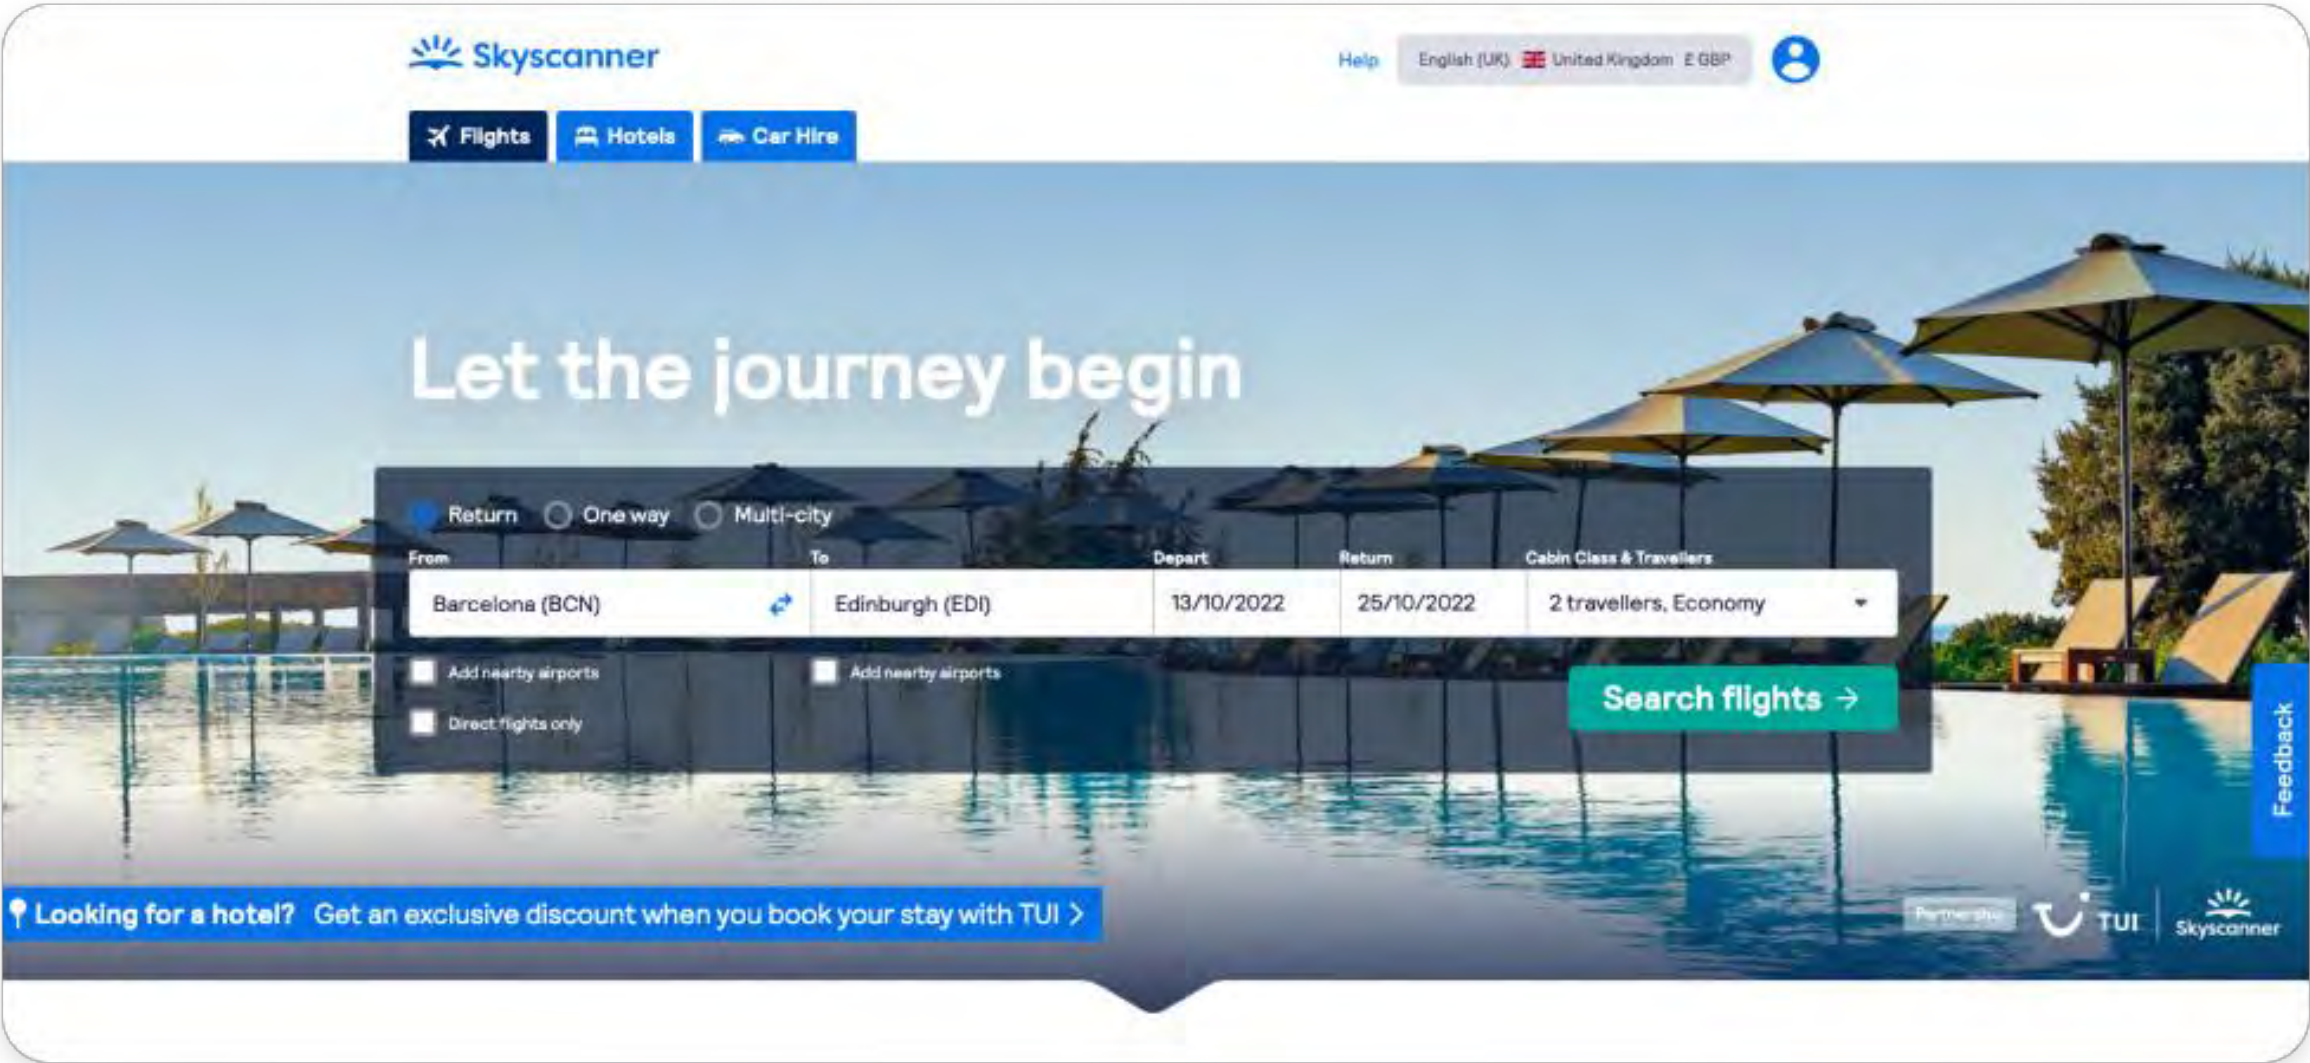 Skyscanner
Help
English (UK) United Kingdom £ GBP
Flights
Hotels
Car Hire
Let the journey begin
Return
One way
Multi-city
From
To
Depart
Return
Cabin Class & Travellers
Barcelona (BCN)
Edinburgh (EDI)
13/10/2022
25/10/2022
2 travellers, Economy
Add nearby airports
Add nearby airports
Direct flights only
Search flights →
Feedback
Looking for a hotel? Get an exclusive discount when you book your stay with TUI >
Partnership
TUI
Skyscanner